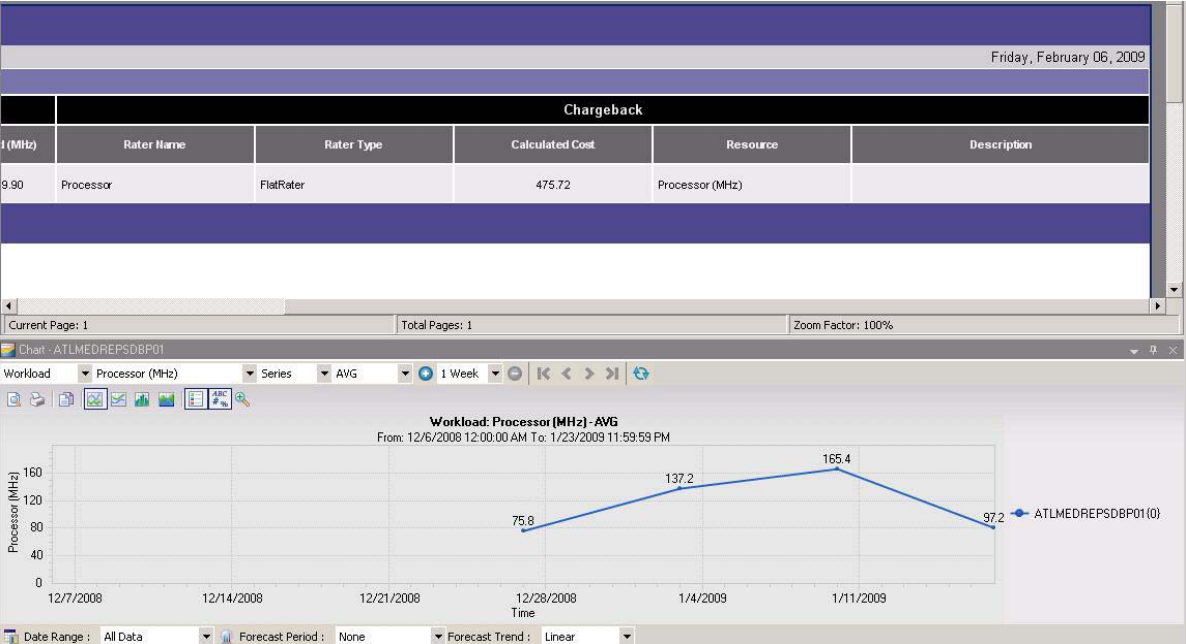 Friday, February 06, 2009
Chargeback
(MHz) Rater Name Rater Type Calculated Cost Resource Description
9.90 Processor FlatRater 475.72 Processor (MHz)
Current Page: 1 Total Pages: 1 Zoom Factor: 100%
Chart - ATLMEDREPSDBP01
Workload Processor (MHz) Series AVG 1 Week
ABC
#%
Workload: Processor (MHz) - AVG
From: 12/6/2008 12:00:00 AM To: 1/23/2009 11:59:59 PM
Processor (MHz)
160
120
80
40
0
75.8
137.2
165.4
97.2
ATLMEDREPSDBP01{0}
12/7/2008 12/14/2008 12/21/2008 12/28/2008 1/4/2009 1/11/2009
Time
Date Range : All Data Forecast Period : None Forecast Trend : Linear